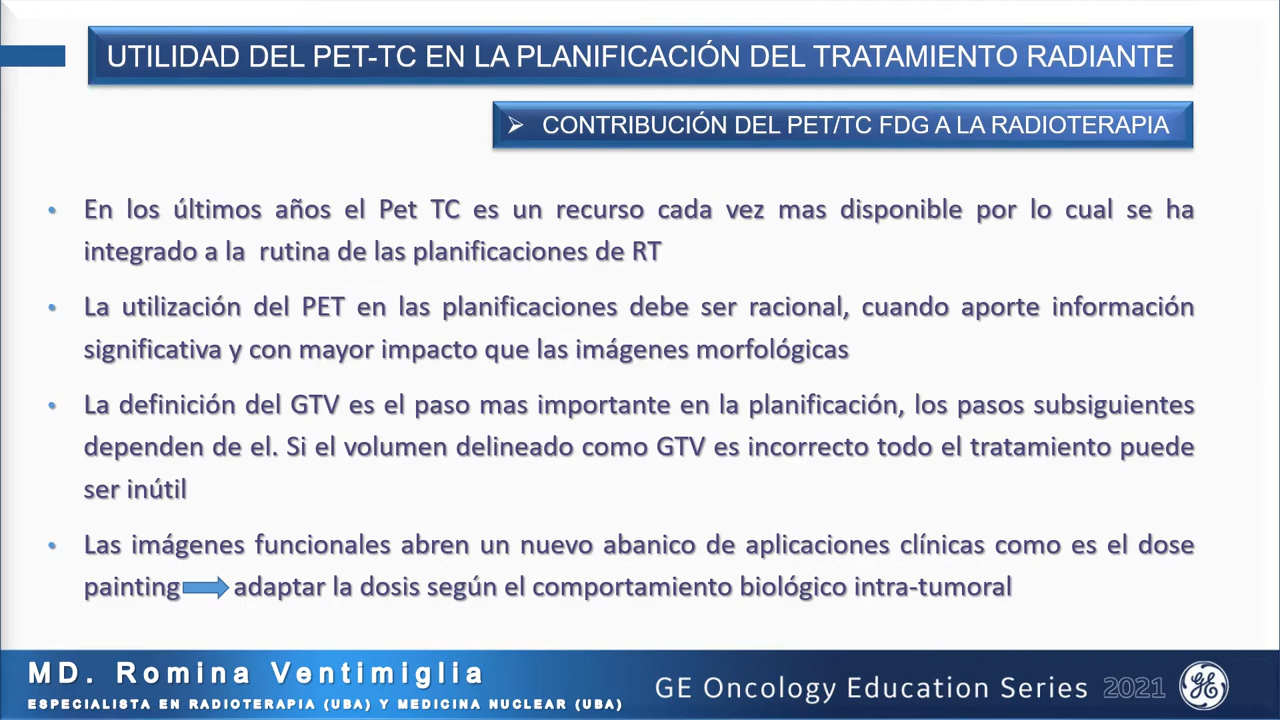 UTILIDAD DEL PET-TC EN LA PLANIFICACIÓN DEL TRATAMIENTO RADIANTE
➢ CONTRIBUCIÓN DEL PET/TC FDG A LA RADIOTERAPIA
• En los últimos años el Pet TC es un recurso cada vez mas disponible por lo cual se ha
integrado a la rutina de las planificaciones de RT
• La utilización del PET en las planificaciones debe ser racional, cuando aporte información
significativa y con mayor impacto que las imágenes morfológicas
• La definición del GTV es el paso mas importante en la planificación, los pasos subsiguientes
dependen de el. Si el volumen delineado como GTV es incorrecto todo el tratamiento puede
ser inútil
• Las imágenes funcionales abren un nuevo abanico de aplicaciones clínicas como es el dose
painting adaptar la dosis según el comportamiento biológico intra-tumoral
MD. Romina Ventimiglia
ESPECIALISTA EN RADIOTERAPIA (UBA) Y MEDICINA NUCLEAR (UBA)
GE Oncology Education Series 2021